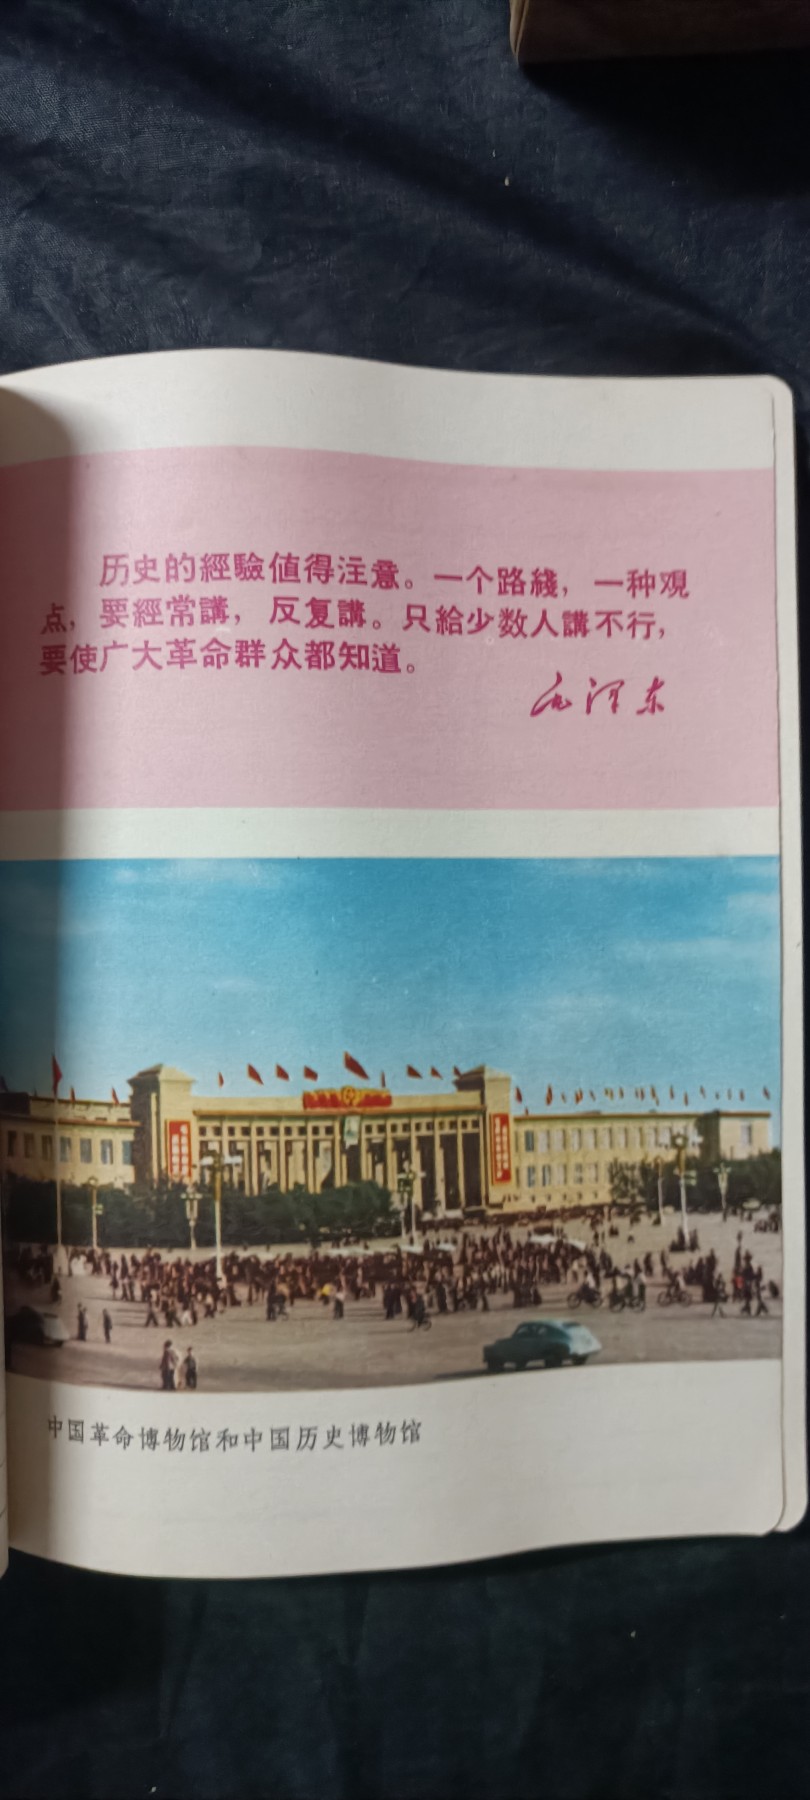 历史的經驗値得注意。一个路綫，一种观
点，要經常講，反复講。只給少数人講不行，
要使广大革命群众都知道。
毛泽东
中国革命博物馆和中国历史博物馆